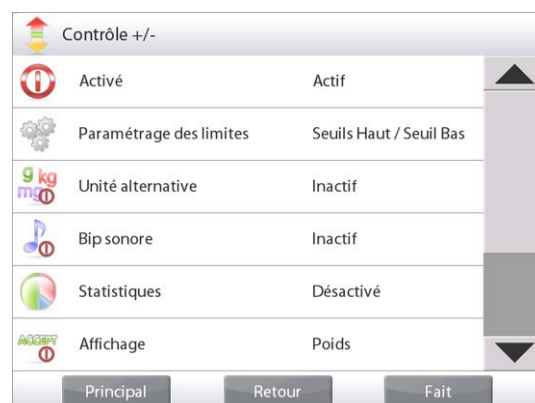 Contrôle +/-
Activé Actif
Paramétrage des limites Seuils Haut / Seuil Bas
g kg
mg
Unité alternative Inactif
Bip sonore Inactif
Statistiques Désactivé
ACCEPT
Affichage Poids
Principal Retour Fait